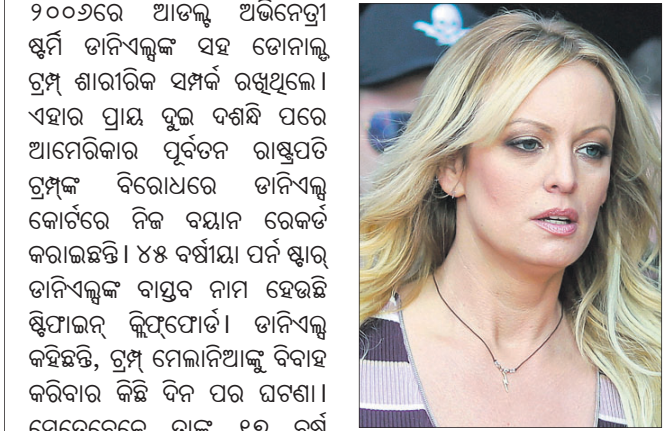 ୨୦୦୬ରେ ଆଡଲ୍ଟ ଅଭିନେତ୍ରୀ
ଷ୍ଟର୍ମି ଡାନିଏଲ୍ସଙ୍କ ସହ ଡୋନାଲ୍ଡ
ଟ୍ରମ୍ପ୍ ଶାରୀରିକ ସମ୍ପର୍କ ରଖିଥିଲେ।
ଏହାର ପ୍ରାୟ ଦୁଇ ଦଶନ୍ଧି ପରେ
ଆମେରିକାର ପୂର୍ବତନ ରାଷ୍ଟ୍ରପତି
ଟ୍ରମ୍ପ୍‌ଙ୍କ ବିରୋଧରେ ଡାନିଏଲ୍ସ
କୋର୍ଟରେ ନିଜ ବୟାନ ରେକର୍ଡ
କରାଇଛନ୍ତି। ୪୫ ବର୍ଷୀୟା ପର୍ନ ଷ୍ଟାର୍
ଡାନିଏଲ୍ସଙ୍କ ବାସ୍ତବ ନାମ ହେଉଛି
ଷ୍ଟିଫାଇନ୍ କ୍ଲିଫ୍‌ଫୋର୍ଡ। ଡାନିଏଲ୍ସ
କହିଛନ୍ତି, ଟ୍ରମ୍ପ୍ ମେଲାନିଆଙ୍କୁ ବିବାହ
କରିବାର କିଛି ଦିନ ପର ଘଟଣା।
ସେତେବେଳେ ତାଙ୍କୁ ୧୭ ବର୍ଷ